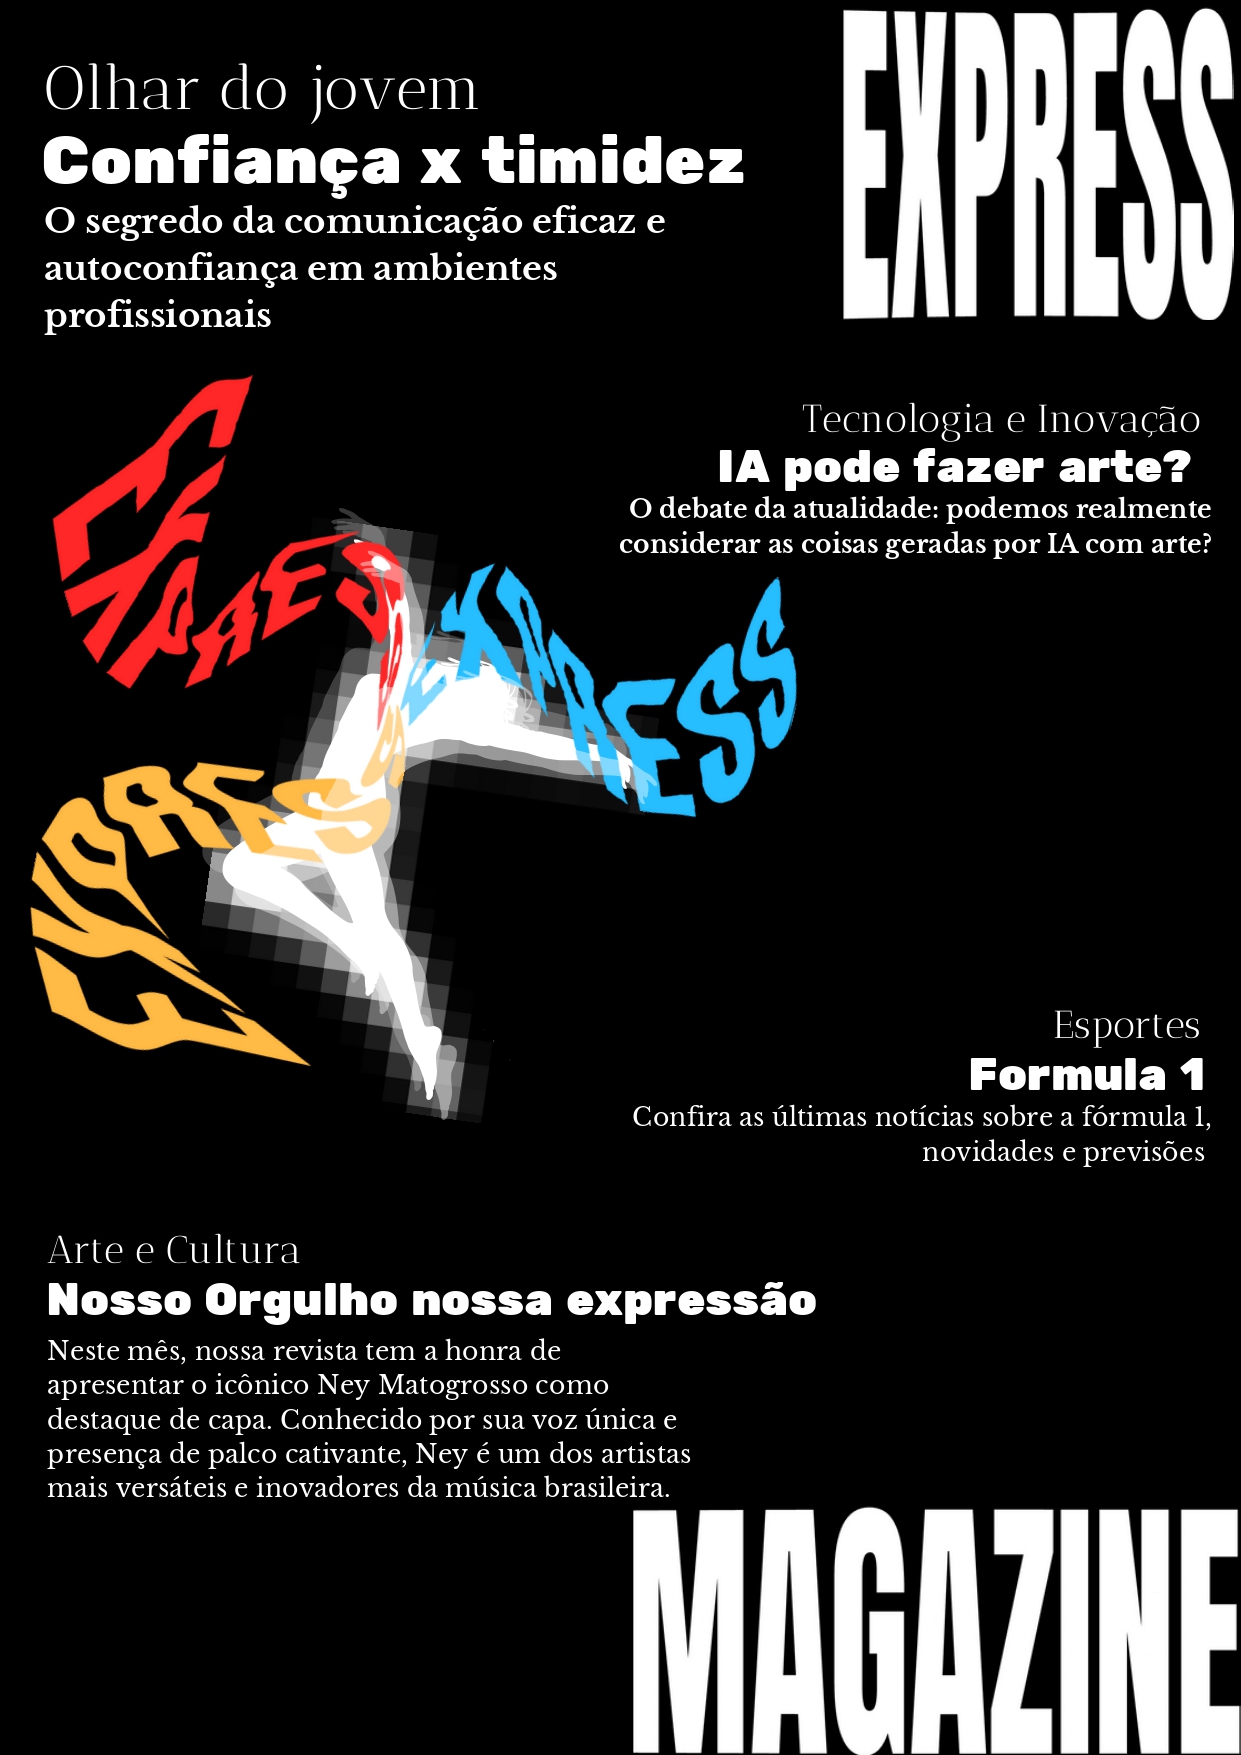 EXPRESS
Olhar do jovem
Confiança x timidez
O segredo da comunicação eficaz e
autoconfiança em ambientes
profissionais
Tecnologia e Inovação
IA pode fazer arte?
O debate da atualidade: podemos realmente
considerar as coisas geradas por IA com arte?
EXPRESS
EXPRESS
EXPRESS
Esportes
Formula 1
Confira as últimas notícias sobre a fórmula 1,
novidades e previsões
Arte e Cultura
Nosso Orgulho nossa expressão
Neste mês, nossa revista tem a honra de
apresentar o icônico Ney Matogrosso como
destaque de capa. Conhecido por sua voz única e
presença de palco cativante, Ney é um dos artistas
mais versáteis e inovadores da música brasileira.
MAGAZINE